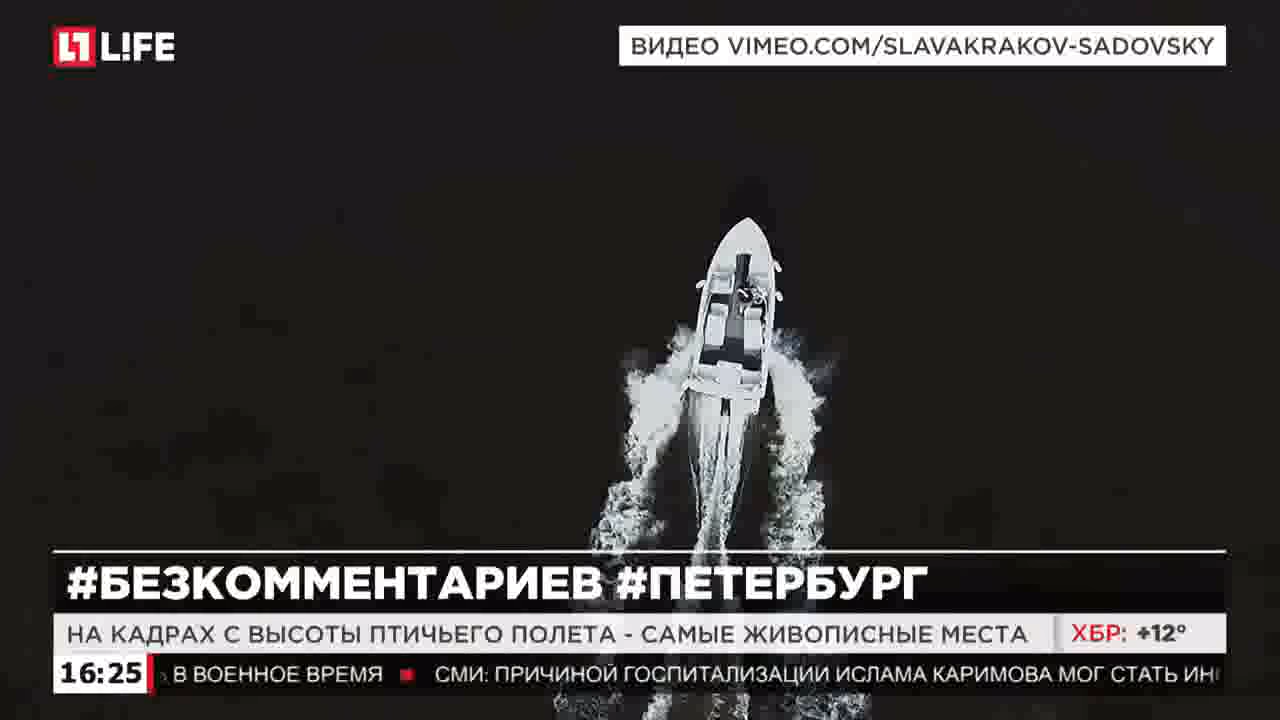 L!FE
ВИДЕО VIMEO.COM/SLAVAKRAKOV-SADOVSKY
#БЕЗКОММЕНТАРИЕВ #ПЕТЕРБУРГ
НА КАДРАХ С ВЫСОТЫ ПТИЧЬЕГО ПОЛЕТА - САМЫЕ ЖИВОПИСНЫЕ МЕСТА
ХБР: +12°
16:25
В ВОЕННОЕ ВРЕМЯ ■ СМИ: ПРИЧИНОЙ ГОСПИТАЛИЗАЦИИ ИСЛАМА КАРИМОВА МОГ СТАТЬ